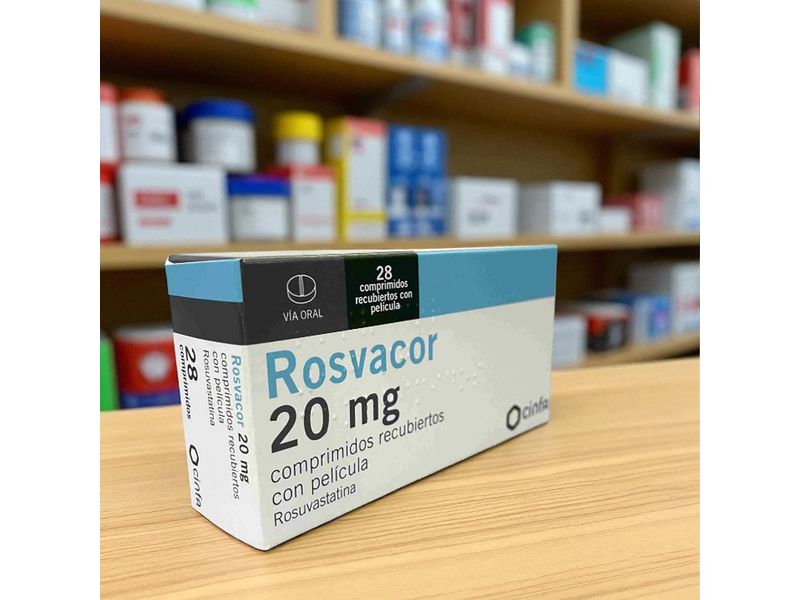 VÍA ORAL
28
comprimidos
recubiertos con
película
Rosvacor
20 mg
comprimidos recubiertos
con película
Rosuvastatina
cinfa
Rosvacor 20 mg
comprimidos recubiertos
con película
Rosuvastatina
28
comprimidos
cinfa